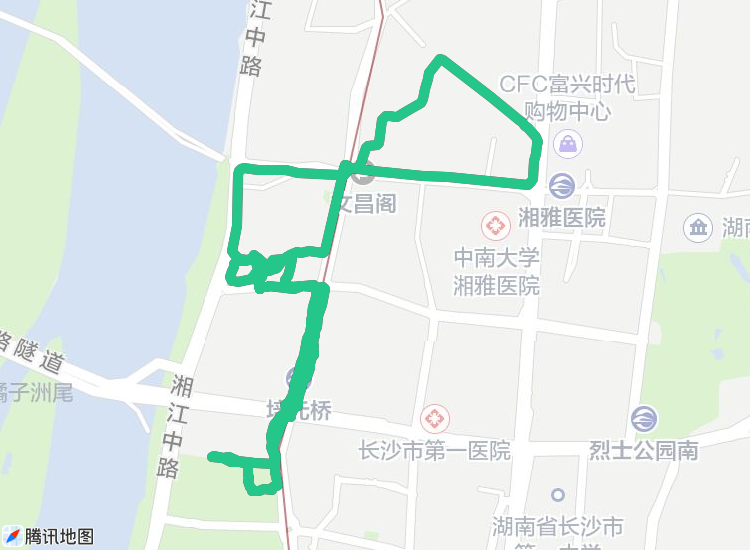 江中路
CFC富兴时代
购物中心
文昌阁
湘雅医院
湖南
中南大学
湘雅医院
路隧道
橘子洲尾
湘江中路
培元桥
长沙市第一医院
烈士公园南
湖南省长沙市
第一中学
腾讯地图